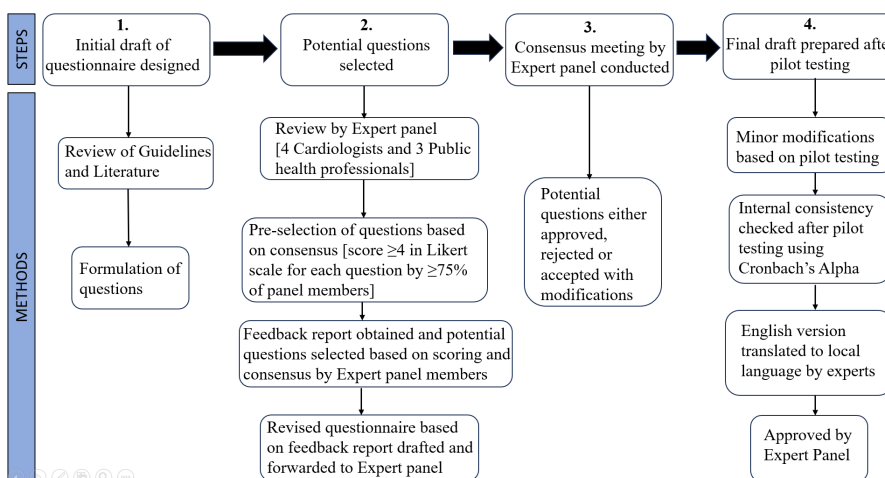 STEPS
1.
Initial draft of
questionnaire designed
2.
Potential questions
selected
3.
Consensus meeting by
Expert panel conducted
4.
Final draft prepared after
pilot testing
METHODS
Review of Guidelines
and Literature
Formulation of
questions
Review by Expert panel
[4 Cardiologists and 3 Public
health professionals]
Pre-selection of questions based
on consensus [score ≥4 in Likert
scale for each question by ≥75%
of panel members]
Feedback report obtained and potential
questions selected based on scoring and
consensus by Expert panel members
Revised questionnaire based
on feedback report drafted and
forwarded to Expert panel
Potential
questions either
approved,
rejected or
accepted with
modifications
Minor modifications
based on pilot testing
Internal consistency
checked after pilot
testing using
Cronbach’s Alpha
English version
translated to local
language by experts
Approved by
Expert Panel